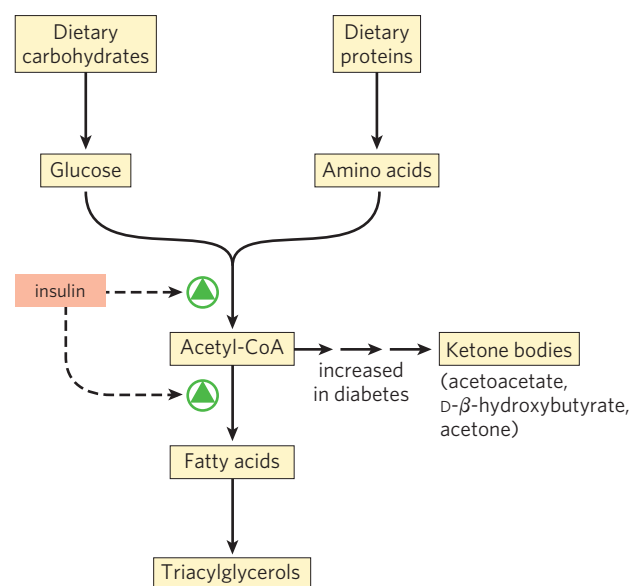 Dietary
carbohydrates
Dietary
proteins
Glucose
Amino acids
insulin
Acetyl-CoA
increased
in diabetes
Ketone bodies
(acetoacetate,
D-β-hydroxybutyrate,
acetone)
Fatty acids
Triacylglycerols